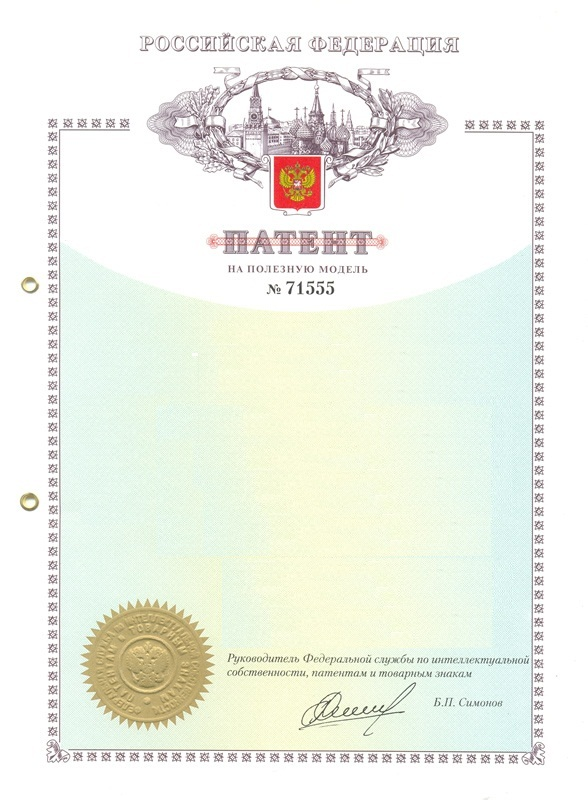 РОССИЙСКАЯ ФЕДЕРАЦИЯ
ПАТЕНТ
НА ПОЛЕЗНУЮ МОДЕЛЬ
№ 71555
Руководитель Федеральной службы по интеллектуальной
собственности, патентам и товарным знакам
Б.П. Симонов